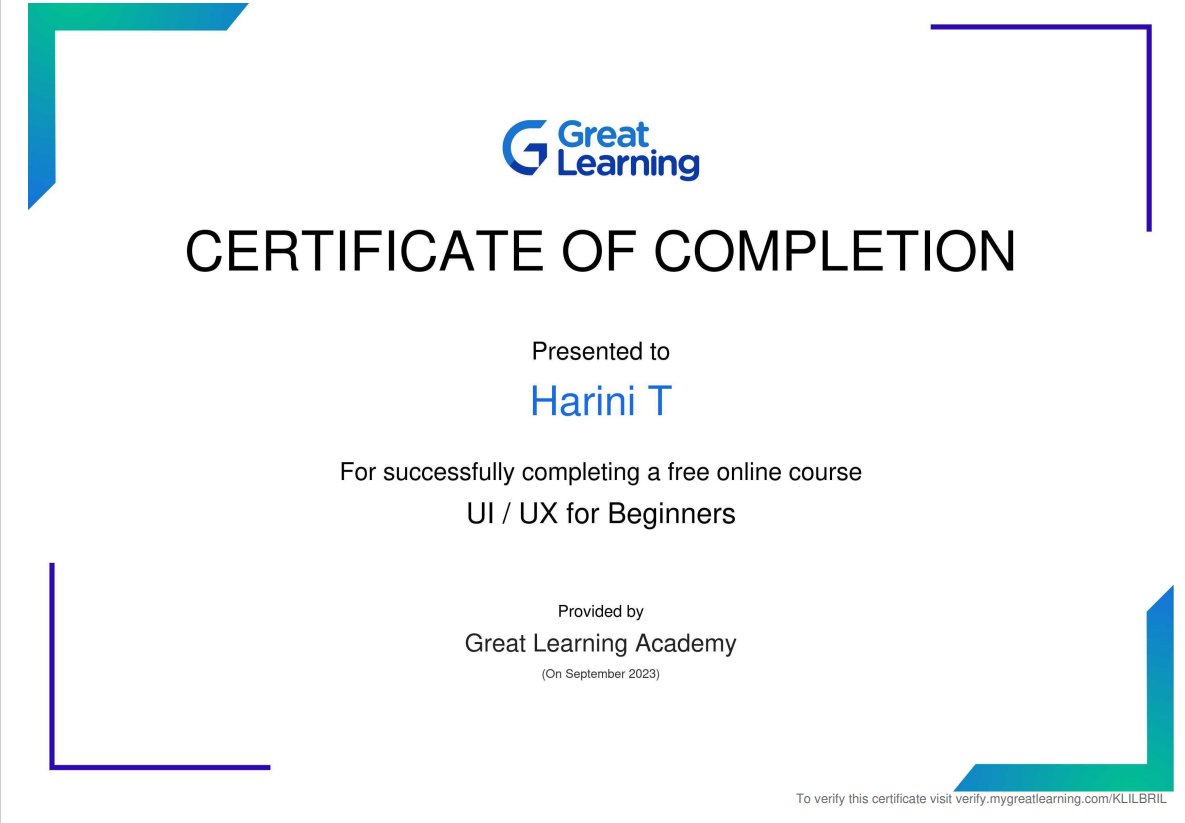 Great
Learning
CERTIFICATE OF COMPLETION
Presented to
Harini T
For successfully completing a free online course
UI / UX for Beginners
Provided by
Great Learning Academy
(On September 2023)
To verify this certificate visit verify.mygreatlearning.com/KLILBRIL